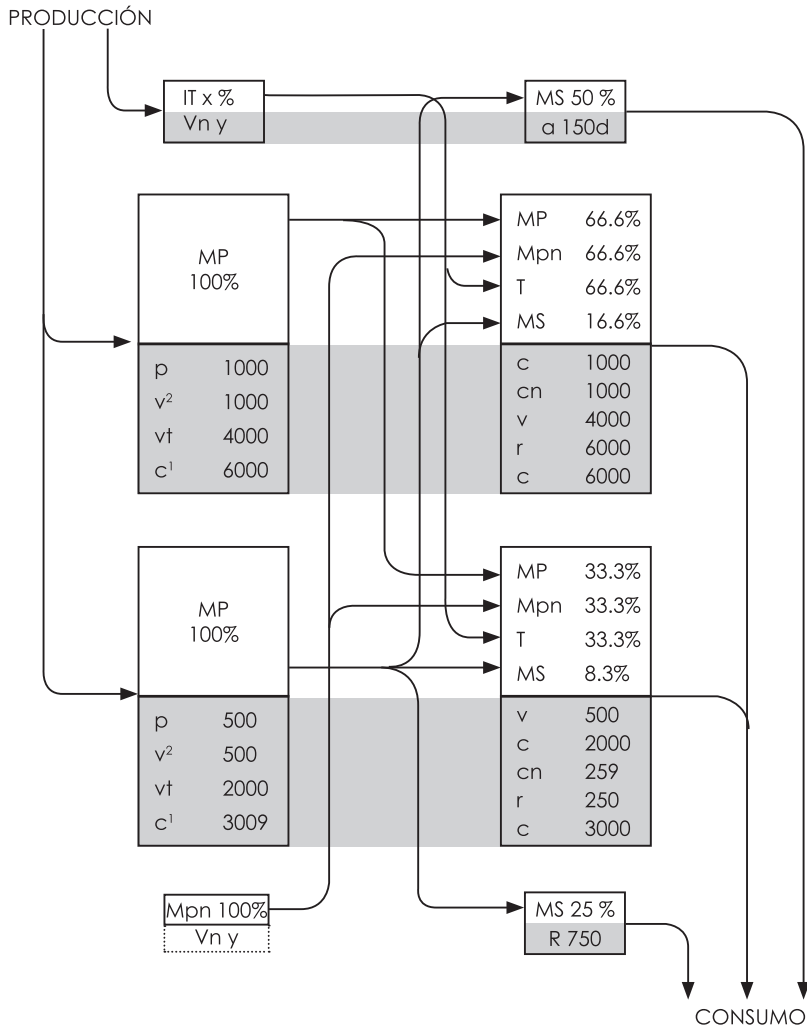 PRODUCCIÓN
IT x %
Vn y
MS 50 %
a 150d
MP
100%
MP 66.6%
Mpn 66.6%
T 66.6%
MS 16.6%
p 1000
v² 1000
vt 4000
c¹ 6000
c 1000
cn 1000
v 4000
r 6000
c 6000
MP
100%
MP 33.3%
Mpn 33.3%
T 33.3%
MS 8.3%
p 500
v² 500
vt 2000
c¹ 3009
v 500
c 2000
cn 259
r 250
c 3000
Mpn 100%
Vn y
MS 25 %
R 750
CONSUMO